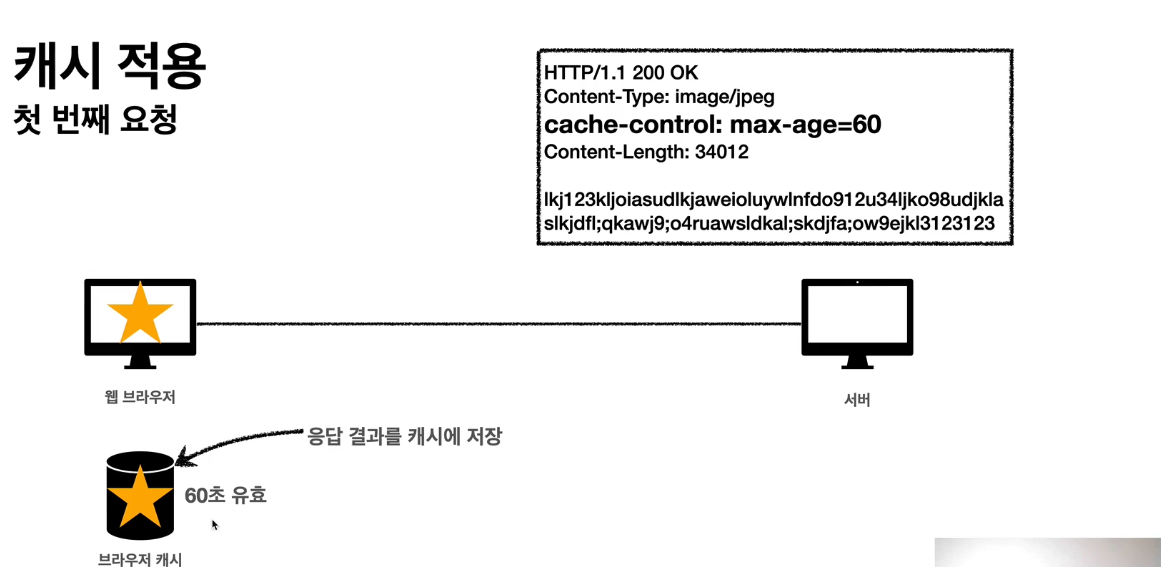 캐시 적용
첫 번째 요청
HTTP/1.1 200 OK
Content-Type: image/jpeg
cache-control: max-age=60
Content-Length: 34012
lkj123kljoiasudlkjaweioluywlnfdo912u34ljko98udjkla
slkjdfl;qkawj9;o4ruawsldkal;skdjfa;ow9ejkl3123123
웹 브라우저
서버
응답 결과를 캐시에 저장
60초 유효
브라우저 캐시